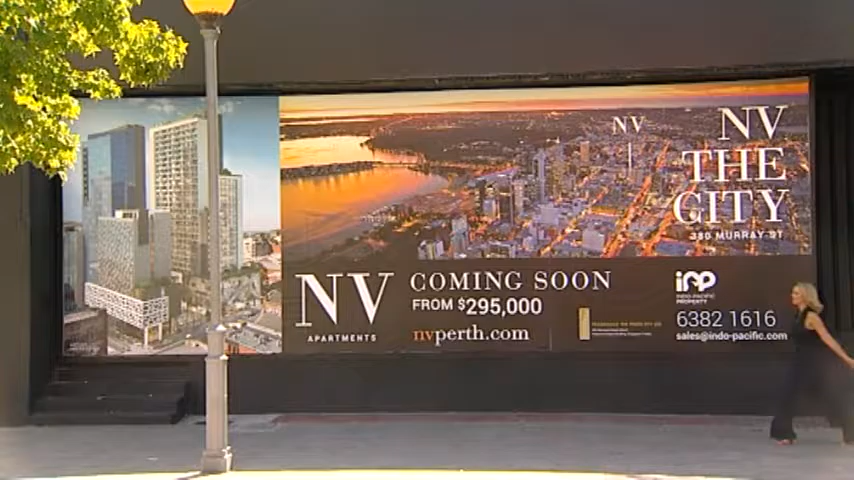 NV
NV
THE
CITY
380 MURRAY ST
NV
APARTMENTS
COMING SOON
FROM $295,000
nvperth.com
INDO-PACIFIC
PROPERTY
6382 1616
sales@indo-pacific.com